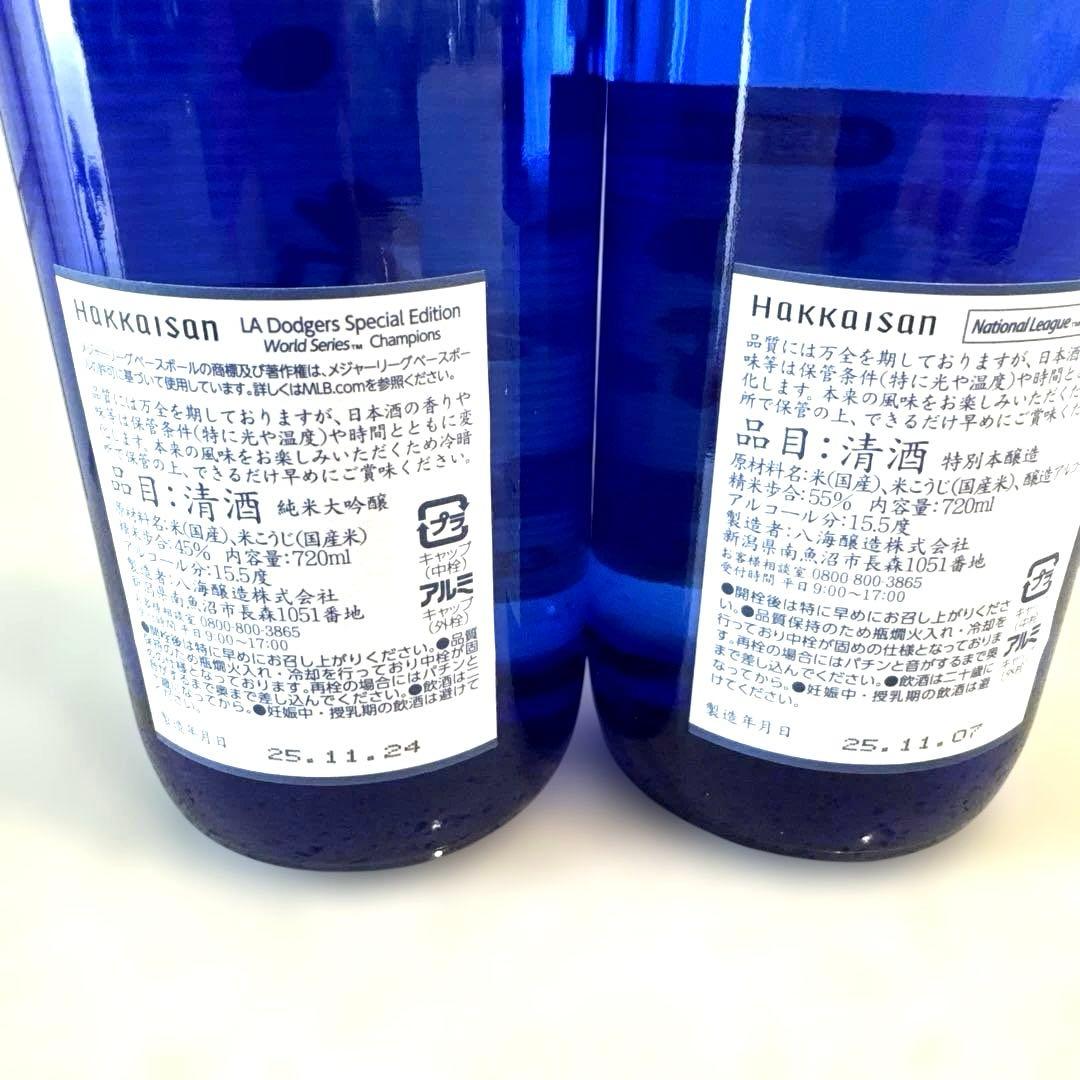 HaKKaISan LA Dodgers Special Edition
World Series™ Champions
メジャーリーグベースボールの商標及び著作権は、メジャーリーグベースボー
ルの許可に基づいて使用しています。詳しくはMLB.comを参照ください。
品質には万全を期しておりますが、日本酒の香りや
味等は保管条件(特に光や温度)や時間とともに変
化します。本来の風味をお楽しみいただくため冷暗
所で保管の上、できるだけ早めにご賞味ください。
品目:清酒 純米大吟醸
原材料名:米(国産)、米こうじ(国産米)
精米歩合:45% 内容量:720ml
アルコール分:15.5度
製造者:八海醸造株式会社
新潟県南魚沼市長森1051番地
お客様相談室 0800-800-3865
受付時間 平日 9:00〜17:00
●開栓後は特に早めにお召し上がりください。●品質
保持のため瓶燗火入れ・冷却を行っており中栓が固
めの仕様となっております。再栓の場合にはパチンと
音がするまで奥まで差し込んでください。●飲酒は二
十歳になってから。●妊娠中・授乳期の飲酒は避けて
ください。
プラ
キャップ
(中栓)
アルミ
キャップ
(外栓)
製造年月日 25.11.24
HaKKaISan National League™
品質には万全を期しておりますが、日本酒
味等は保管条件(特に光や温度)や時間と
化します。本来の風味をお楽しみいただく
所で保管の上、できるだけ早めにご賞味く
品目:清酒 特別本醸造
原材料名:米(国産)、米こうじ(国産米)、醸造アルコ
精米歩合:55% 内容量:720ml
アルコール分:15.5度
製造者:八海醸造株式会社
新潟県南魚沼市長森1051番地
お客様相談室 0800 800-3865
受付時間 平日 9:00〜17:00
●開栓後は特に早めにお召し上がりくださ
い。●品質保持のため瓶燗火入れ・冷却を
行っており中栓が固めの仕様となっておりま
す。再栓の場合にはパチンと音がするまで奥
まで差し込んでください。●飲酒は二十歳に
なってから。●妊娠中・授乳期の飲酒は避
けてください。
プラ
アルミ
製造年月日 25.11.07